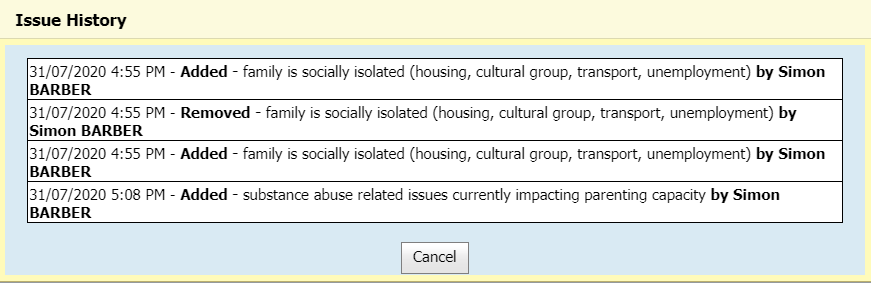 Issue History
31/07/2020 4:55 PM - Added - family is socially isolated (housing, cultural group, transport, unemployment) by Simon
BARBER
31/07/2020 4:55 PM - Removed - family is socially isolated (housing, cultural group, transport, unemployment) by
Simon BARBER
31/07/2020 4:55 PM - Added - family is socially isolated (housing, cultural group, transport, unemployment) by Simon
BARBER
31/07/2020 5:08 PM - Added - substance abuse related issues currently impacting parenting capacity by Simon
BARBER
Cancel